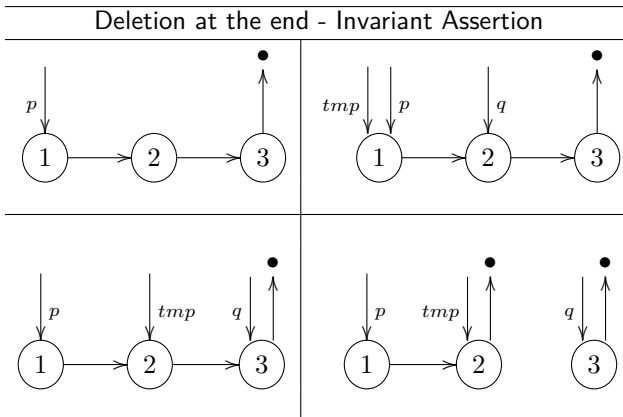 Deletion at the end - Invariant Assertion
p
1 2 3
tmp p q
1 2 3
p tmp q
1 2 3
p tmp q
1 2 3